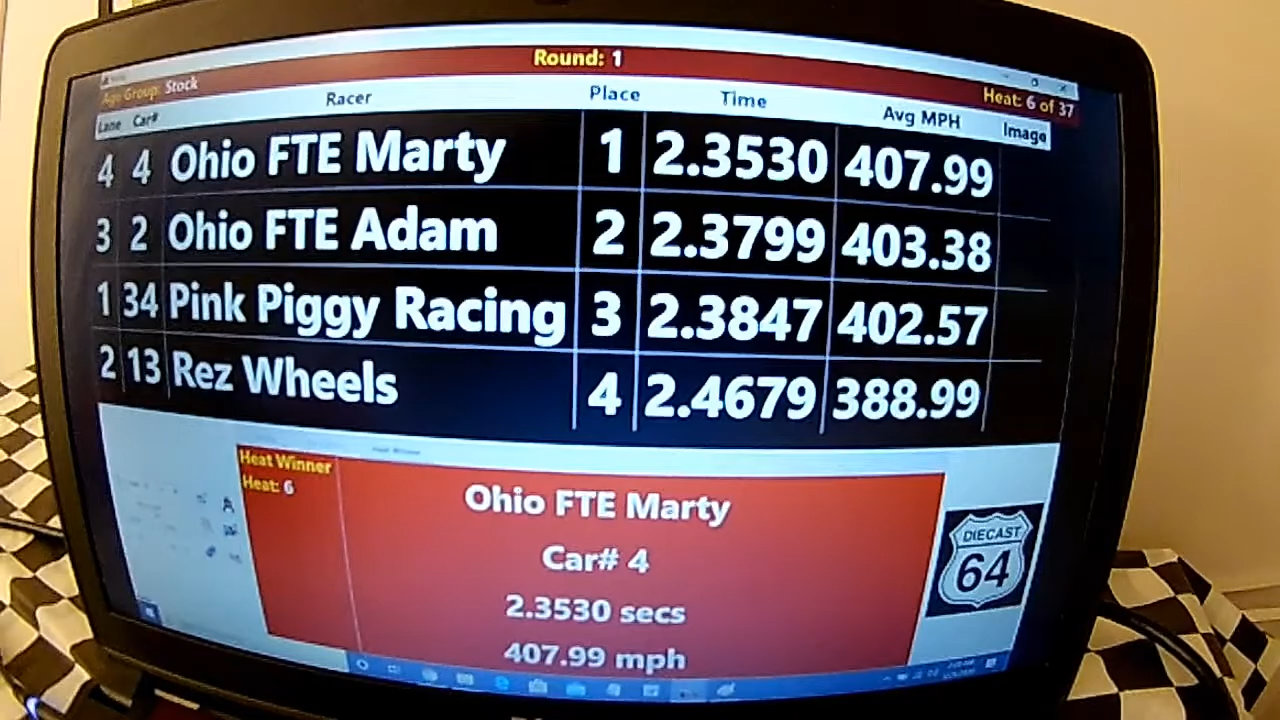 Round: 1
Age Group: Stock
Heat: 6 of 37
Lane Car# Racer Place Time Avg MPH Image
4 4 Ohio FTE Marty 1 2.3530 407.99
3 2 Ohio FTE Adam 2 2.3799 403.38
1 34 Pink Piggy Racing 3 2.3847 402.57
2 13 Rez Wheels 4 2.4679 388.99
Heat Winner
Heat: 6
Ohio FTE Marty
Car# 4
2.3530 secs
407.99 mph
DIECAST
64